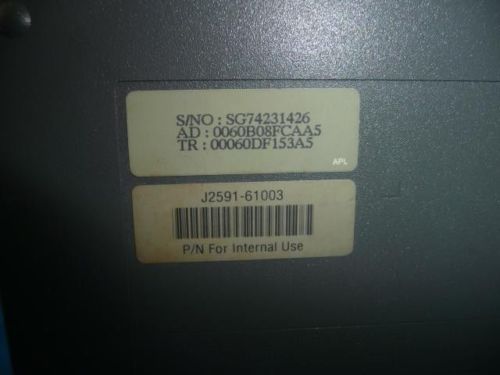 S/NO : SG74231426
AD : 0060B08FCAA5
TR : 00060DF153A5
APL
J2591-61003
P/N For Internal Use